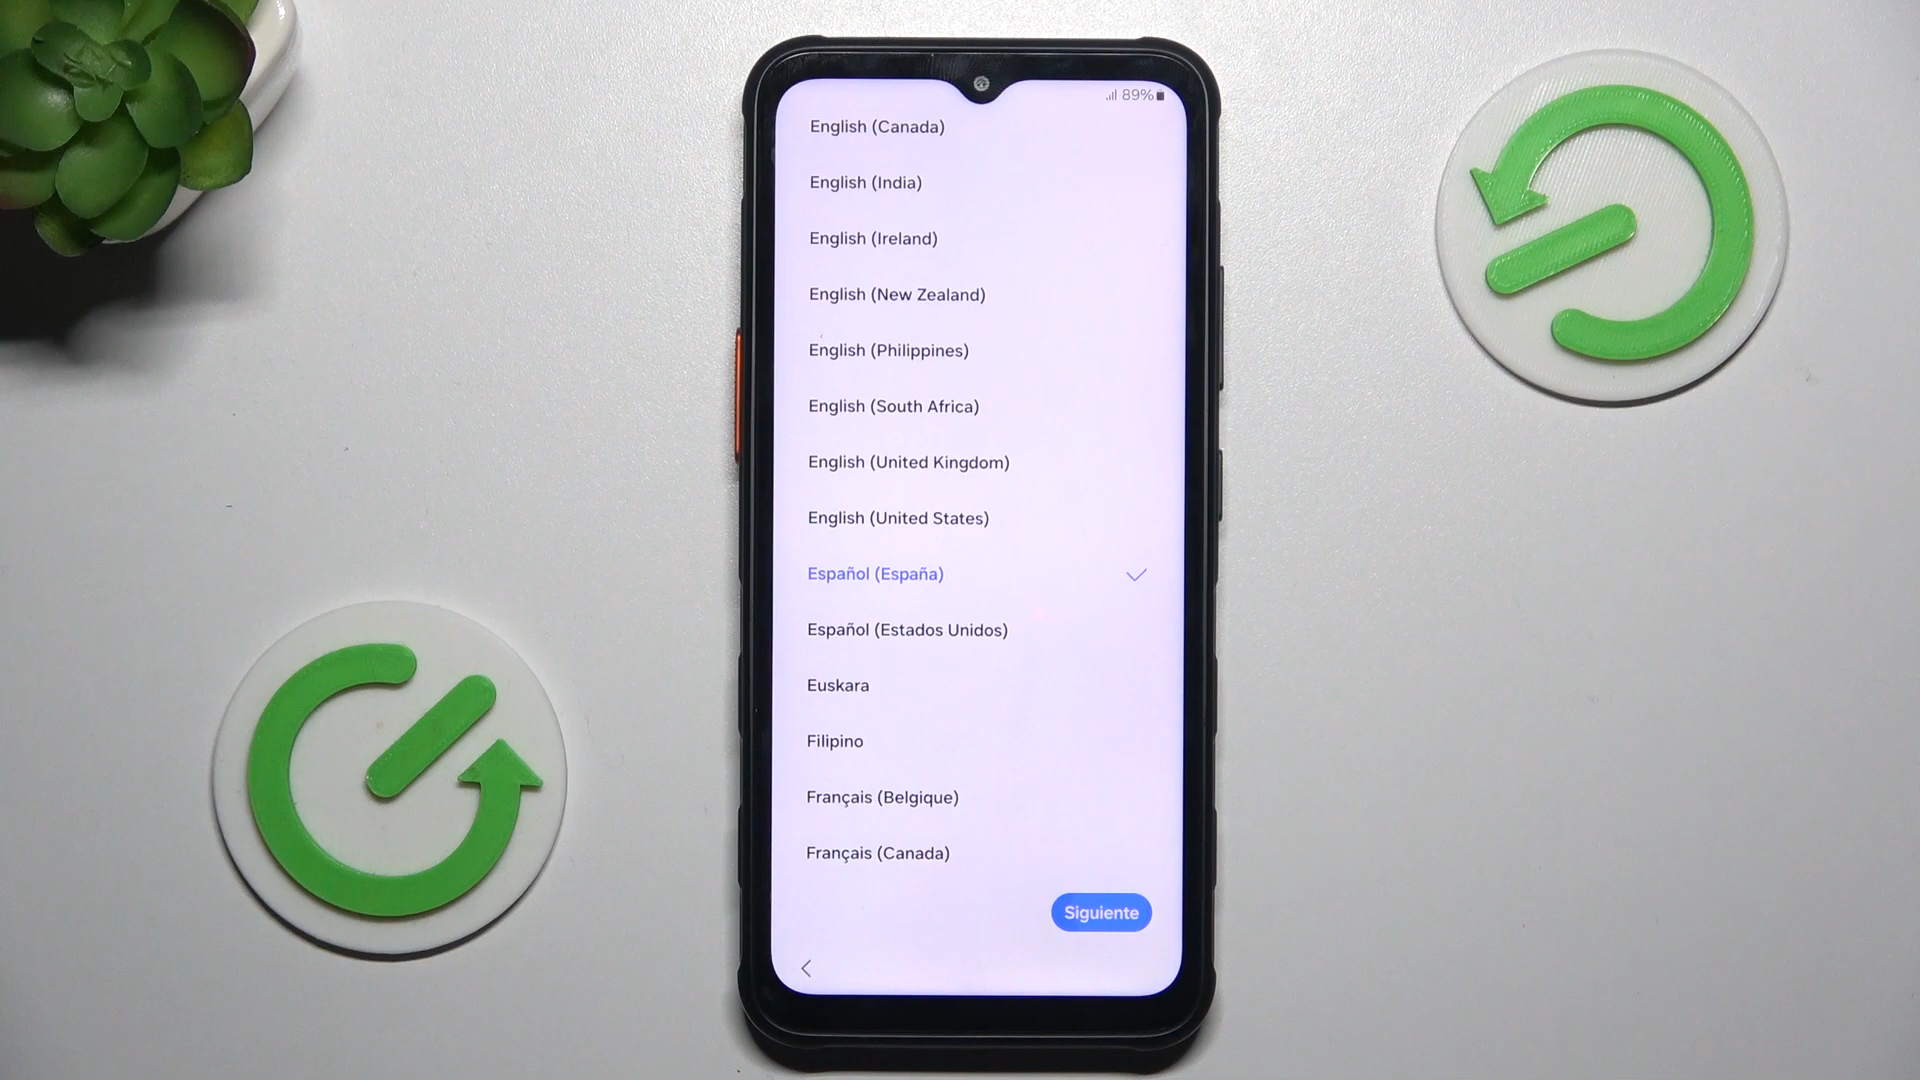 89%
English (Canada)
English (India)
English (Ireland)
English (New Zealand)
English (Philippines)
English (South Africa)
English (United Kingdom)
English (United States)
Español (España)
Español (Estados Unidos)
Euskara
Filipino
Français (Belgique)
Français (Canada)
Siguiente